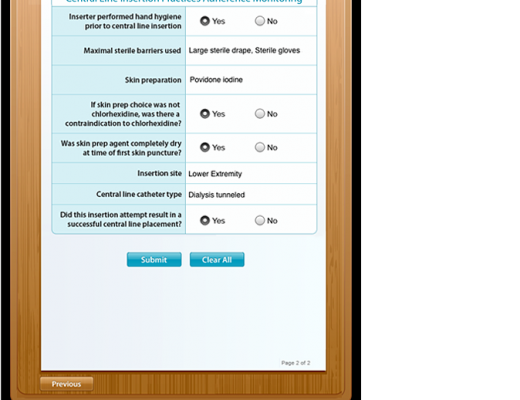 Central Line Insertion Practices Adherence Monitoring
Inserter performed hand hygiene
prior to central line insertion
Yes No
Maximal sterile barriers used
Large sterile drape, Sterile gloves
Skin preparation
Povidone iodine
If skin prep choice was not
chlorhexidine, was there a
contraindication to chlorhexidine?
Yes No
Was skin prep agent completely dry
at time of first skin puncture?
Yes No
Insertion site
Lower Extremity
Central line catheter type
Dialysis tunneled
Did this insertion attempt result in a
successful central line placement?
Yes No
Submit Clear All
Page 2 of 2
Previous